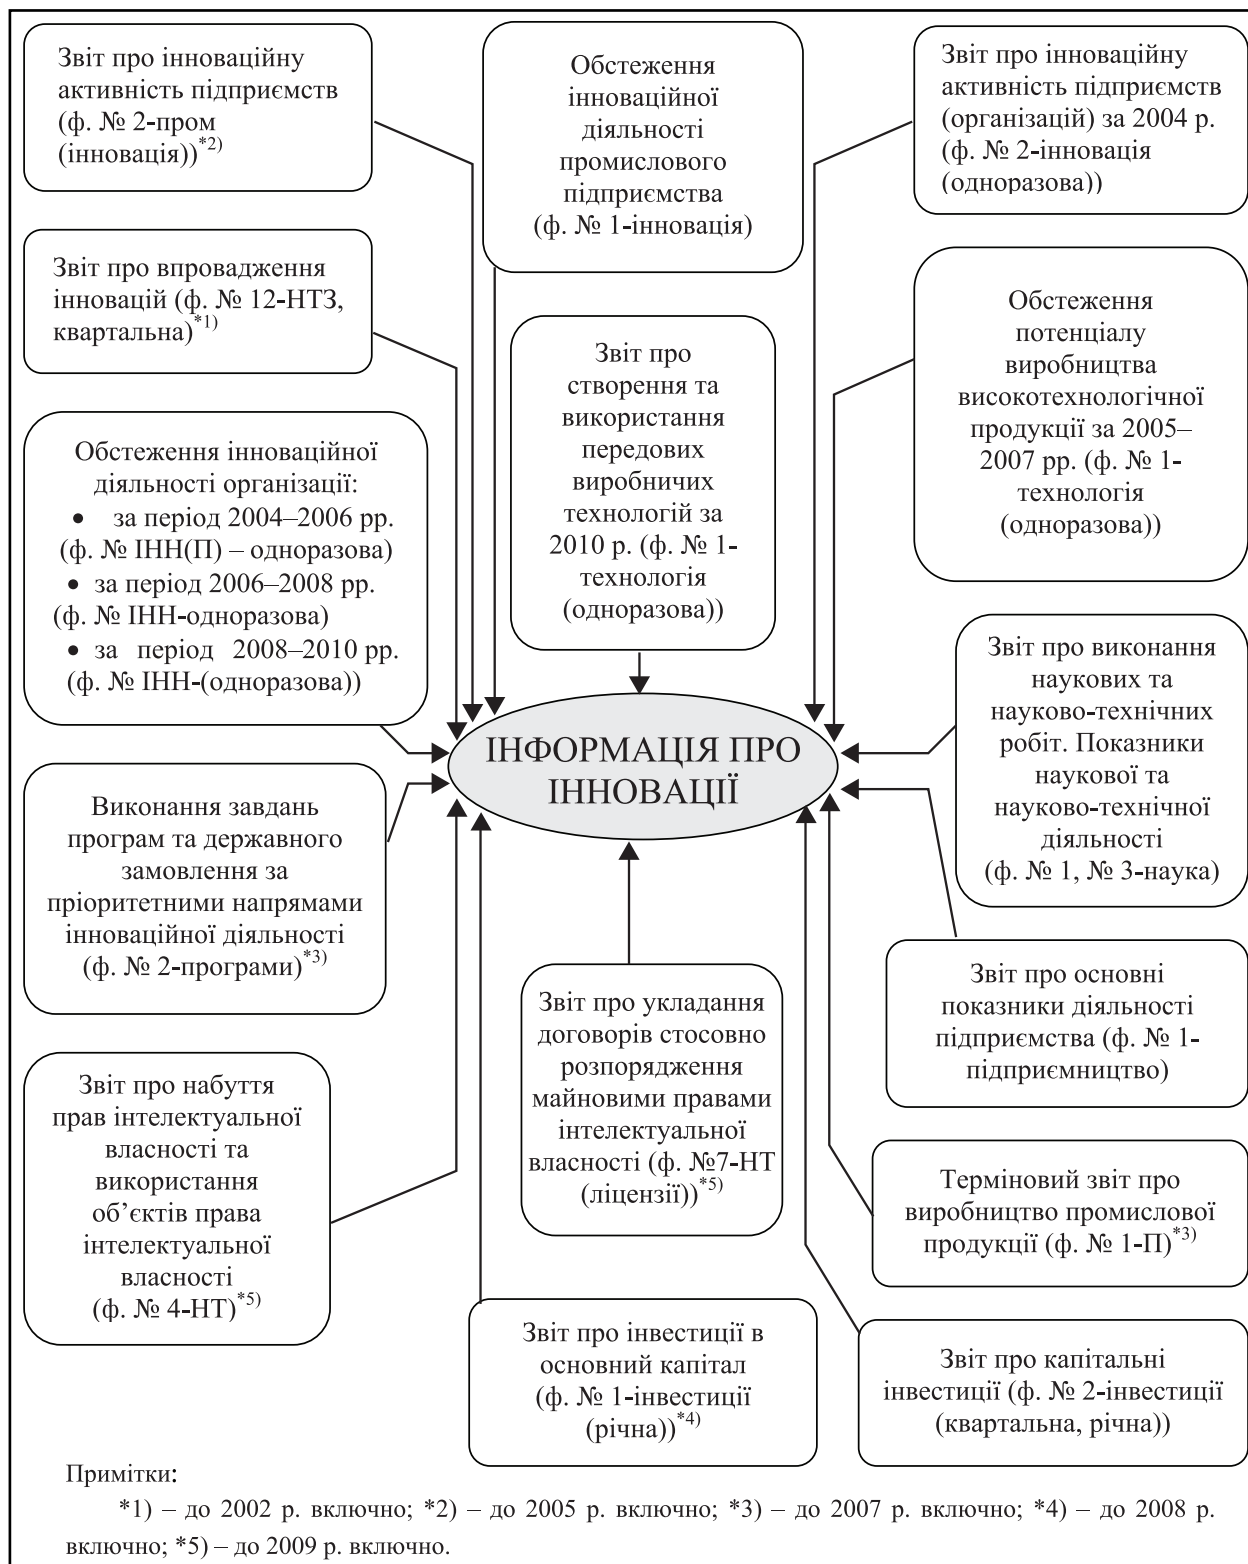 Звіт про інноваційну
активність підприємств
(ф. № 2-пром
(інновація))*2)
Обстеження
інноваційної
діяльності
промислового
підприємства
(ф. № 1-інновація)
Звіт про інноваційну
активність підприємств
(організацій) за 2004 р.
(ф. № 2-інновація
(одноразова))
Звіт про впровадження
інновацій (ф. № 12-НТЗ,
квартальна)*1)
Звіт про
створення та
використання
передових
виробничих
технологій за
2010 р. (ф. № 1-
технологія
(одноразова))
Обстеження
потенціалу
виробництва
високотехнологічної
продукції за 2005–
2007 рр. (ф. № 1-
технологія
(одноразова))
Обстеження інноваційної
діяльності організації:
• за період 2004–2006 рр.
(ф. № ІНН(П) – одноразова)
• за період 2006–2008 рр.
(ф. № ІНН-одноразова)
• за період 2008–2010 рр.
(ф. № ІНН-(одноразова))
Звіт про виконання
наукових та
науково-технічних
робіт. Показники
наукової та
науково-технічної
діяльності
(ф. № 1, № 3-наука)
ІНФОРМАЦІЯ ПРО
ІННОВАЦІЇ
Виконання завдань
програм та державного
замовлення за
пріоритетними напрямами
інноваційної діяльності
(ф. № 2-програми)*3)
Звіт про основні
показники діяльності
підприємства (ф. № 1-
підприємництво)
Звіт про укладання
договорів стосовно
розпорядження
майновими правами
інтелектуальної
власності (ф. №7-НТ
(ліцензії))*5)
Звіт про набуття
прав інтелектуальної
власності та
використання
об’єктів права
інтелектуальної
власності
(ф. № 4-НТ)*5)
Терміновий звіт про
виробництво промислової
продукції (ф. № 1-П)*3)
Звіт про інвестиції в
основний капітал
(ф. № 1-інвестиції
(річна))*4)
Звіт про капітальні
інвестиції (ф. № 2-інвестиції
(квартальна, річна))
Примітки:
*1) – до 2002 р. включно; *2) – до 2005 р. включно; *3) – до 2007 р. включно; *4) – до 2008 р.
включно; *5) – до 2009 р. включно.